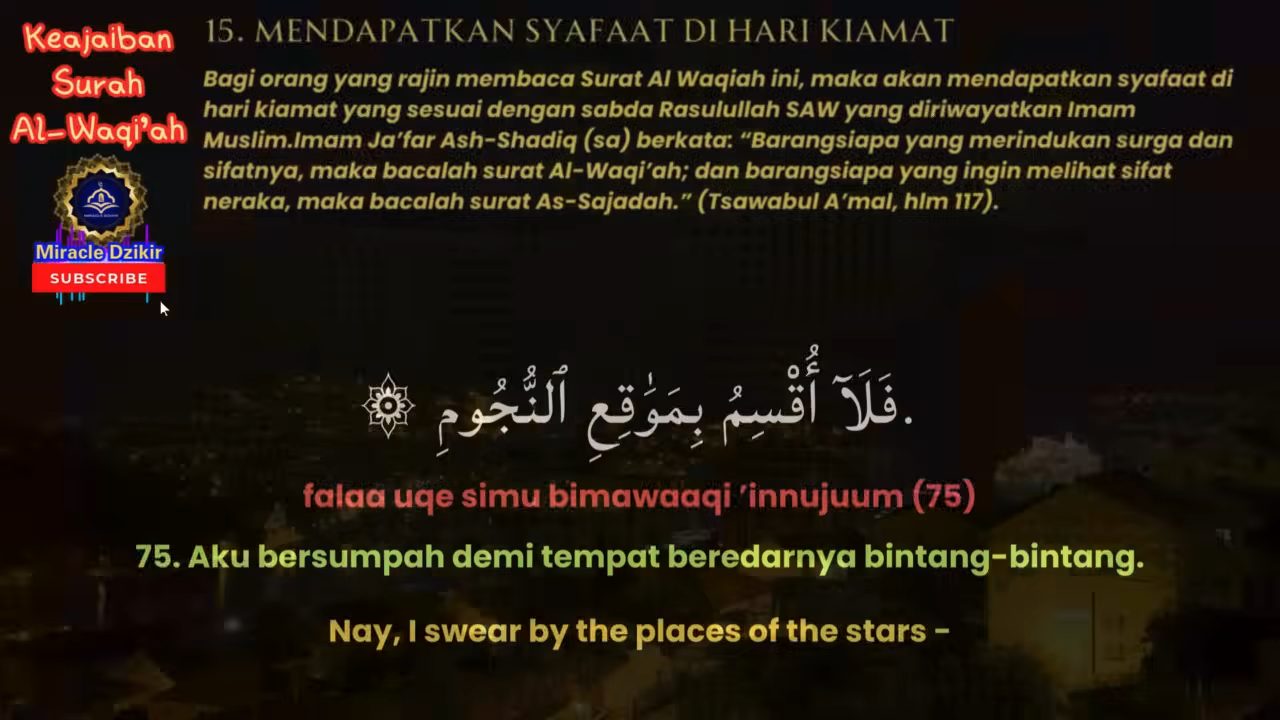 Keajaiban
Surah
Al-Waqi'ah
Miracle Dzikir
SUBSCRIBE
15. MENDAPATKAN SYAFAAT DI HARI KIAMAT
Bagi orang yang rajin membaca Surat Al Waqiah ini, maka akan mendapatkan syafaat di
hari kiamat yang sesuai dengan sabda Rasulullah SAW yang diriwayatkan Imam
Muslim.Imam Ja’far Ash-Shadiq (sa) berkata: “Barangsiapa yang merindukan surga dan
sifatnya, maka bacalah surat Al-Waqi’ah; dan barangsiapa yang ingin melihat sifat
neraka, maka bacalah surat As-Sajadah.” (Tsawabul A’mal, hlm 117).
.فَلَآ أُقْسِمُ بِمَوَٰقِعِ ٱلنُّجُومِ ۞
falaa uqe simu bimawaaqi ’innujuum (75)
75. Aku bersumpah demi tempat beredarnya bintang-bintang.
Nay, I swear by the places of the stars -